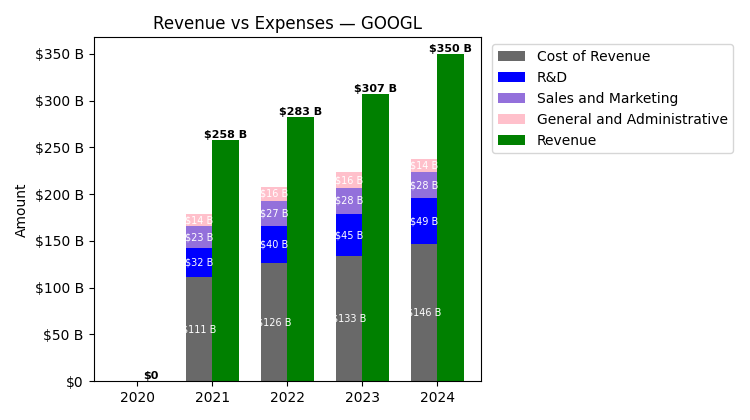 Revenue vs Expenses — GOOGL
Amount
$350 B
$300 B
$250 B
$200 B
$150 B
$100 B
$50 B
$0
$0
$258 B
$14 B
$23 B
$32 B
$111 B
$283 B
$16 B
$27 B
$40 B
$126 B
$307 B
$16 B
$28 B
$45 B
$133 B
$350 B
$14 B
$28 B
$49 B
$146 B
2020 2021 2022 2023 2024
Cost of Revenue
R&D
Sales and Marketing
General and Administrative
Revenue